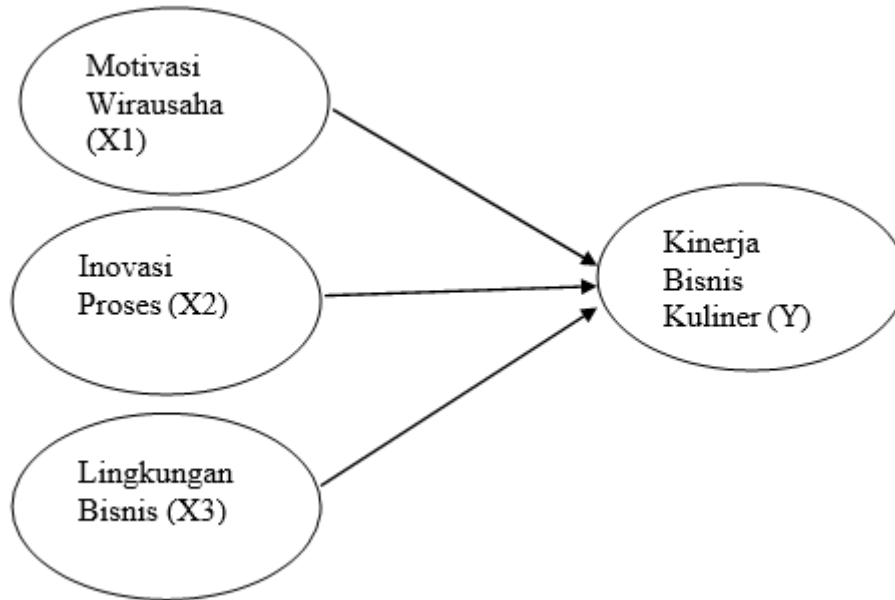 Motivasi
Wirausaha
(X1)
Inovasi
Proses (X2)
Lingkungan
Bisnis (X3)
Kinerja
Bisnis
Kuliner (Y)